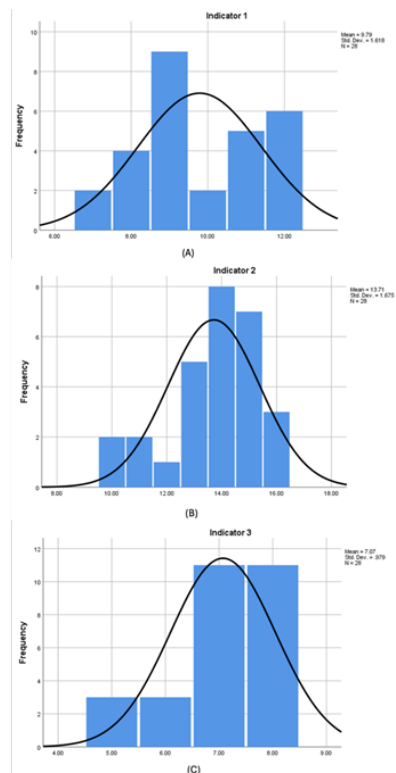 Indicator 1
Mean = 9.79
Std. Dev. = 1.618
N = 28
Frequency
10
8
6
4
2
0
6.00 8.00 10.00 12.00
(A)
Indicator 2
Mean = 13.71
Std. Dev. = 1.675
N = 28
Frequency
8
6
4
2
0
8.00 10.00 12.00 14.00 16.00 18.00
(B)
Indicator 3
Mean = 7.07
Std. Dev. = .979
N = 28
Frequency
12
10
8
6
4
2
0
4.00 5.00 6.00 7.00 8.00 9.00
(C)